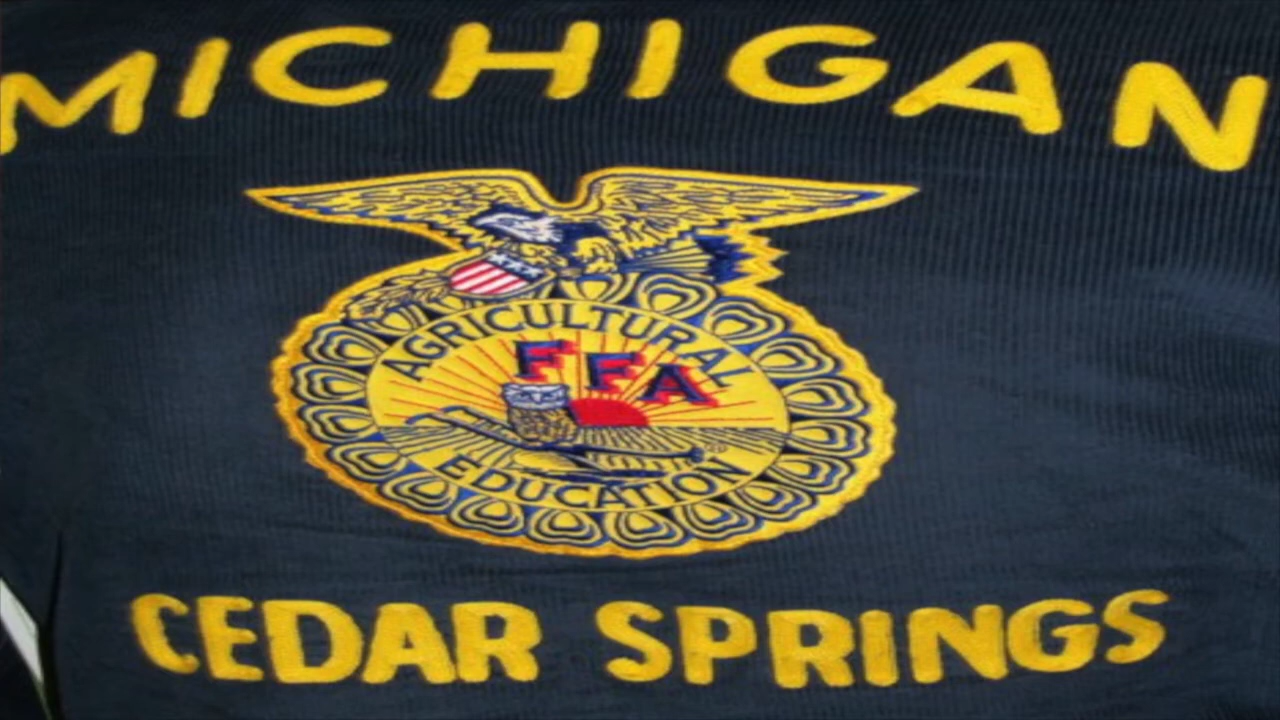 MICHIGAN
AGRICULTURAL
FFA
EDUCATION
CEDAR SPRINGS